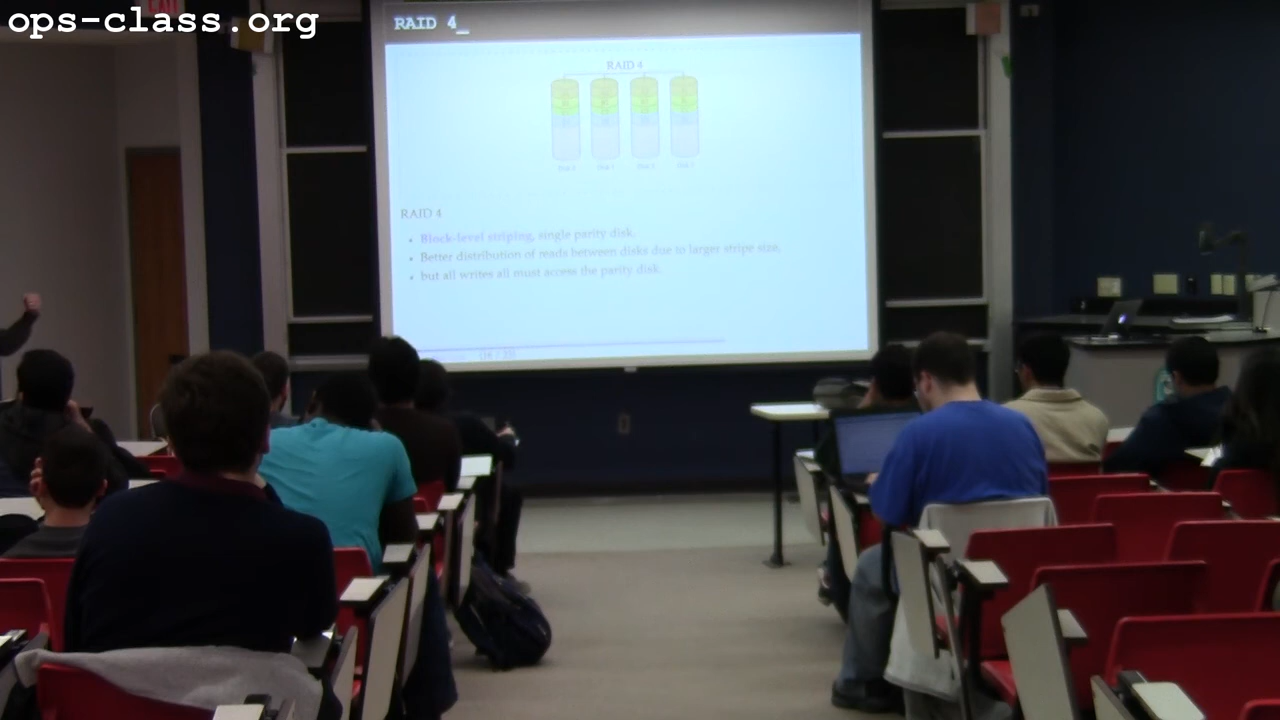 ops-class.org
EXIT
RAID 4_
RAID 4
RAID 4
• Block-level striping, single parity disk.
• Better distribution of reads between disks due to larger stripe size,
• but all writes all must access the parity disk.